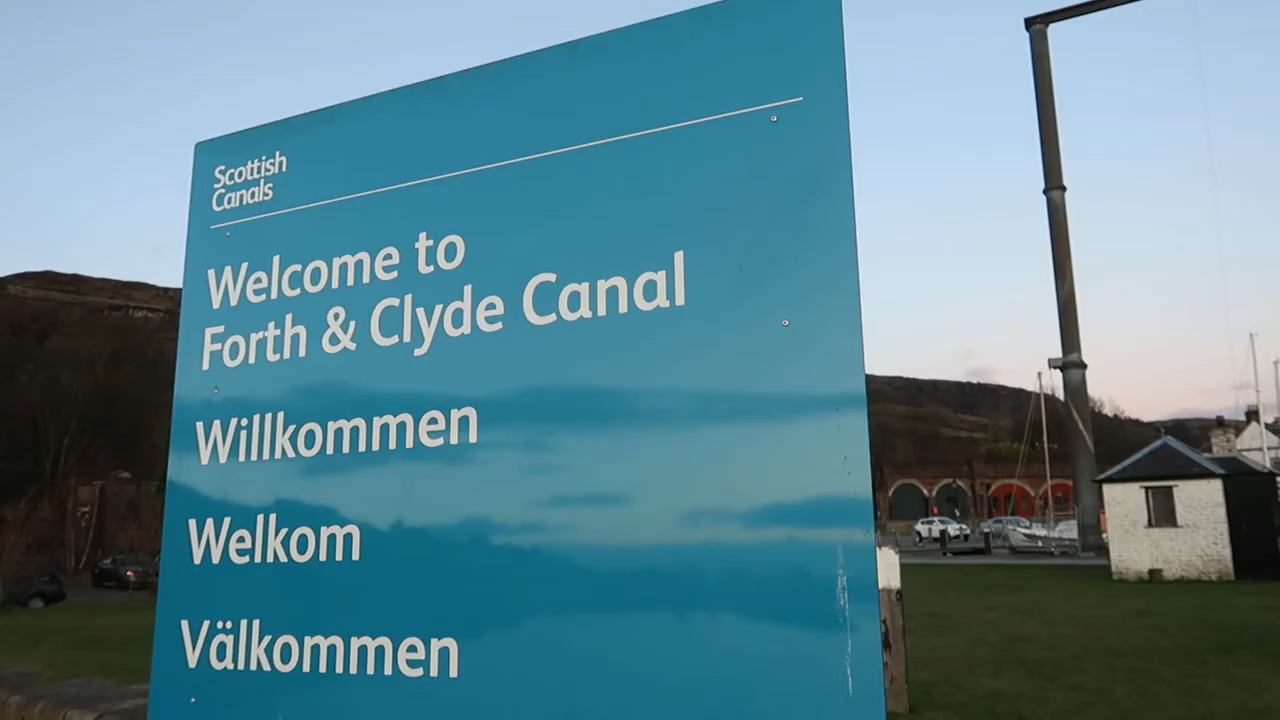 Scottish
Canals
Welcome to
Forth & Clyde Canal
Willkommen
Welkom
Välkommen